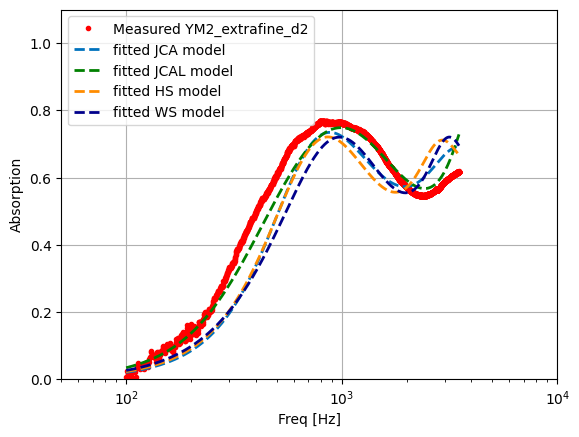 Measured YM2_extrafine_d2
fitted JCA model
fitted JCAL model
fitted HS model
fitted WS model
1.0
0.8
0.6
0.4
0.2
0.0
Absorption
10²
10³
10⁴
Freq [Hz]